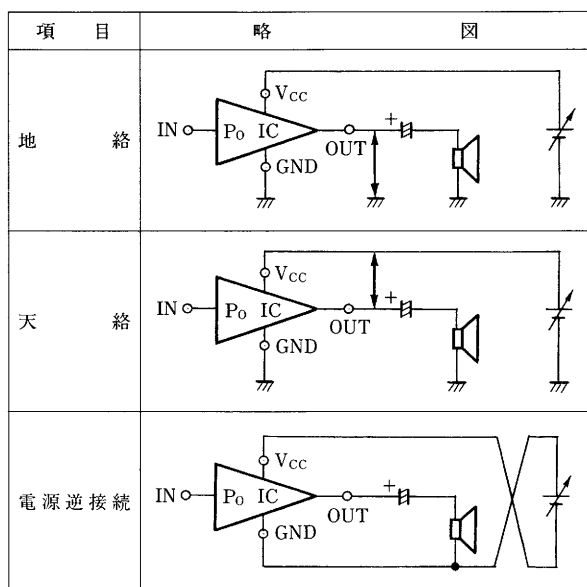 項 目 略 図
地 絡
VCC
IN PO IC
OUT
GND
+
天 絡
VCC
IN PO IC
OUT
GND
+
電源逆接続
VCC
IN PO IC
OUT
GND
+